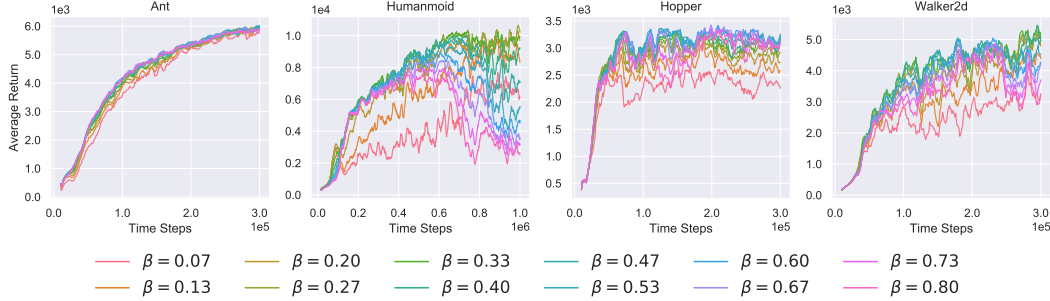 Ant
Humanmoid
Hopper
Walker2d
1e3
1e4
1e3
1e3
Average Return
6.0
5.0
4.0
3.0
2.0
1.0
0.0
1.0
0.8
0.6
0.4
0.2
0.0
3.5
3.0
2.5
2.0
1.5
1.0
0.5
5.0
4.0
3.0
2.0
1.0
0.0
0.0 1.0 2.0 3.0
0.0 0.2 0.4 0.6 0.8 1.0
0.0 1.0 2.0 3.0
0.0 1.0 2.0 3.0
Time Steps 1e5
Time Steps 1e6
Time Steps 1e5
Time Steps 1e5
β = 0.07 β = 0.20 β = 0.33 β = 0.47 β = 0.60 β = 0.73
β = 0.13 β = 0.27 β = 0.40 β = 0.53 β = 0.67 β = 0.80